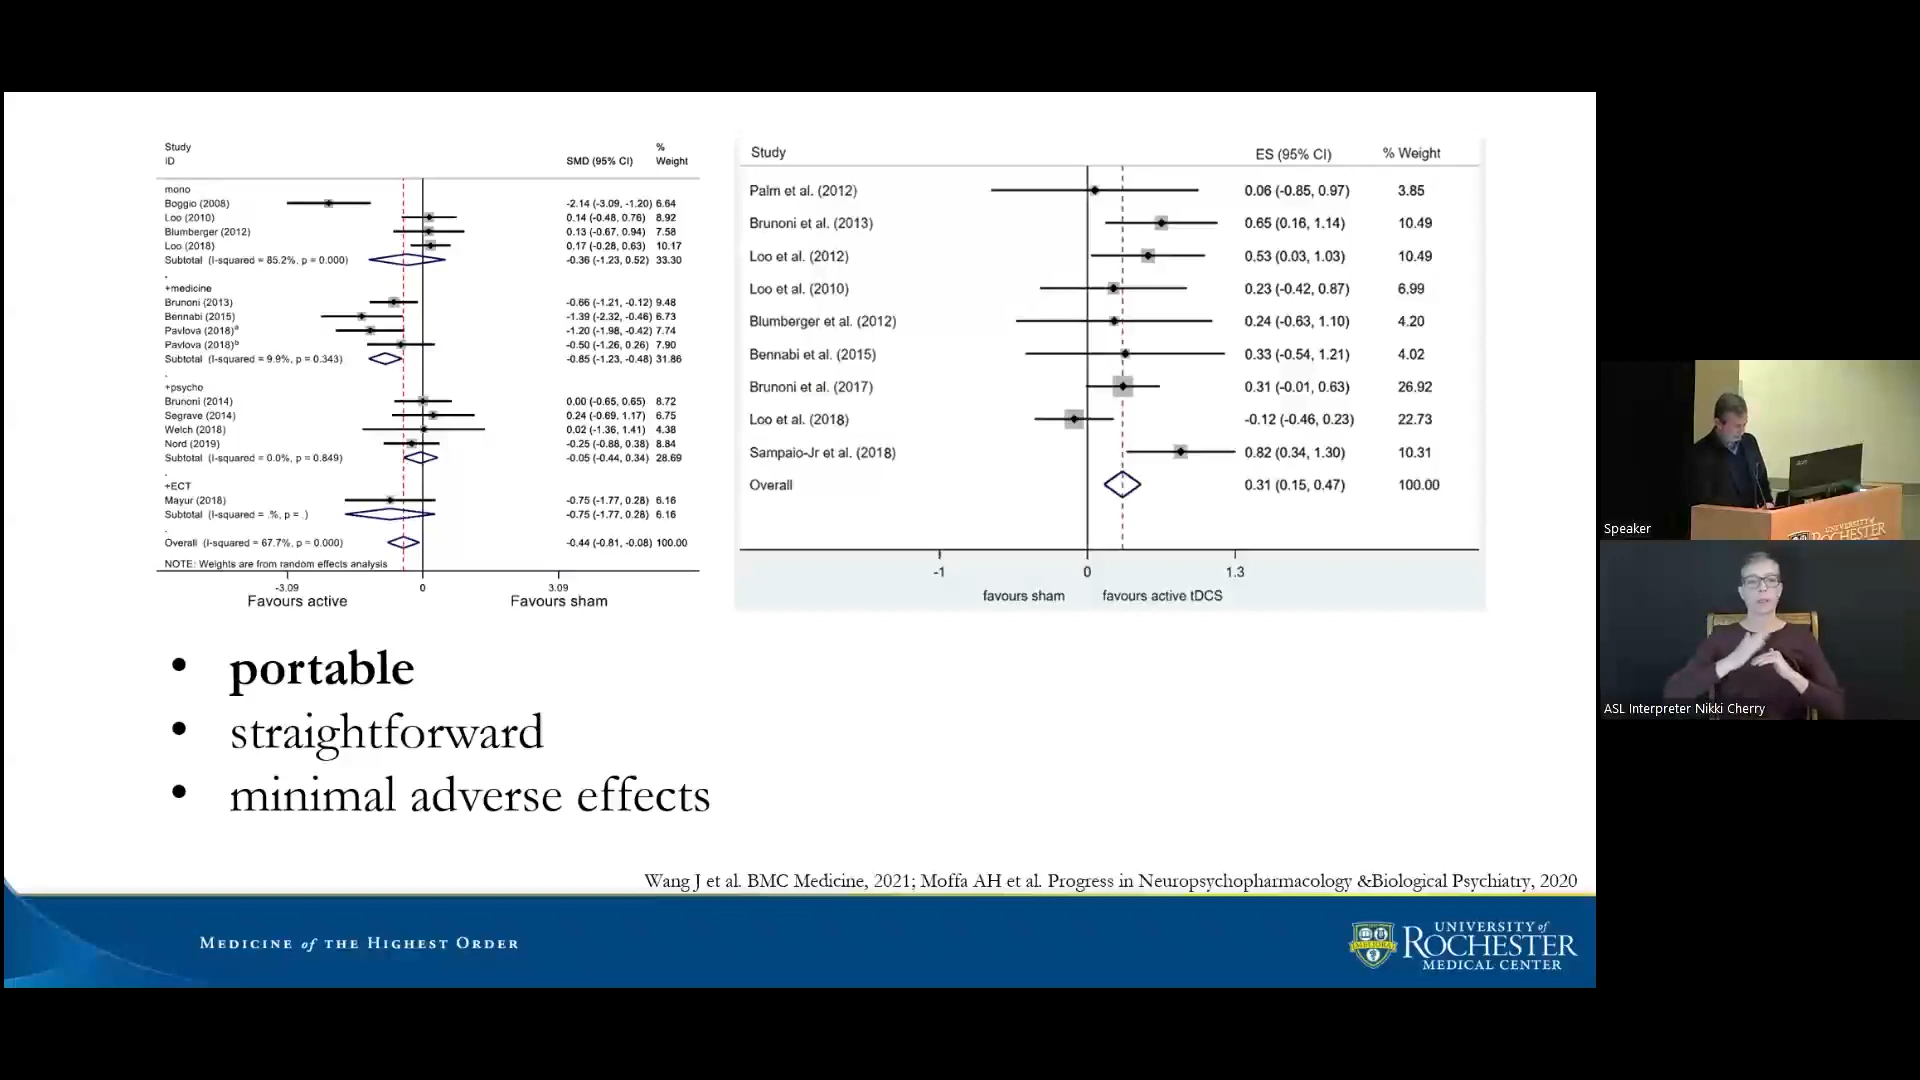 Study
ID
SMD (95% CI)
%
Weight
mono
Boggio (2008) -2.14 (-3.09, -1.20) 6.64
Loo (2010) 0.14 (-0.48, 0.76) 8.92
Blumberger (2012) 0.13 (-0.67, 0.94) 7.58
Loo (2018) 0.17 (-0.28, 0.63) 10.17
Subtotal (I-squared = 85.2%, p = 0.000) -0.36 (-1.23, 0.52) 33.30
.
+medicine
Brunoni (2013) -0.66 (-1.21, -0.12) 9.48
Bennabi (2015) -1.39 (-2.32, -0.46) 6.73
Pavlova (2018)ᵃ -1.20 (-1.98, -0.42) 7.74
Pavlova (2018)ᵇ -0.50 (-1.26, 0.26) 7.90
Subtotal (I-squared = 9.9%, p = 0.343) -0.85 (-1.23, -0.48) 31.86
.
+psycho
Brunoni (2014) 0.00 (-0.65, 0.65) 8.72
Segrave (2014) 0.24 (-0.69, 1.17) 6.75
Welch (2018) 0.02 (-1.36, 1.41) 4.38
Nord (2019) -0.25 (-0.88, 0.38) 8.84
Subtotal (I-squared = 0.0%, p = 0.849) -0.05 (-0.44, 0.34) 28.69
.
+ECT
Mayur (2018) -0.75 (-1.77, 0.28) 6.16
Subtotal (I-squared = .%, p = .) -0.75 (-1.77, 0.28) 6.16
.
Overall (I-squared = 67.7%, p = 0.000) -0.44 (-0.81, -0.08) 100.00
NOTE: Weights are from random effects analysis
-3.09 0 3.09
Favours active Favours sham
Study ES (95% CI) % Weight
Palm et al. (2012) 0.06 (-0.85, 0.97) 3.85
Brunoni et al. (2013) 0.65 (0.16, 1.14) 10.49
Loo et al. (2012) 0.53 (0.03, 1.03) 10.49
Loo et al. (2010) 0.23 (-0.42, 0.87) 6.99
Blumberger et al. (2012) 0.24 (-0.63, 1.10) 4.20
Bennabi et al. (2015) 0.33 (-0.54, 1.21) 4.02
Brunoni et al. (2017) 0.31 (-0.01, 0.63) 26.92
Loo et al. (2018) -0.12 (-0.46, 0.23) 22.73
Sampaio-Jr et al. (2018) 0.82 (0.34, 1.30) 10.31
Overall 0.31 (0.15, 0.47) 100.00
-1 0 1.3
favours sham favours active tDCS
• portable
• straightforward
• minimal adverse effects
Wang J et al. BMC Medicine, 2021; Moffa AH et al. Progress in Neuropsychopharmacology &Biological Psychiatry, 2020
MEDICINE of THE HIGHEST ORDER
UNIVERSITY of
ROCHESTER
MEDICAL CENTER
UNIVERSITY of
ROCHESTER
Speaker
ASL Interpreter Nikki Cherry